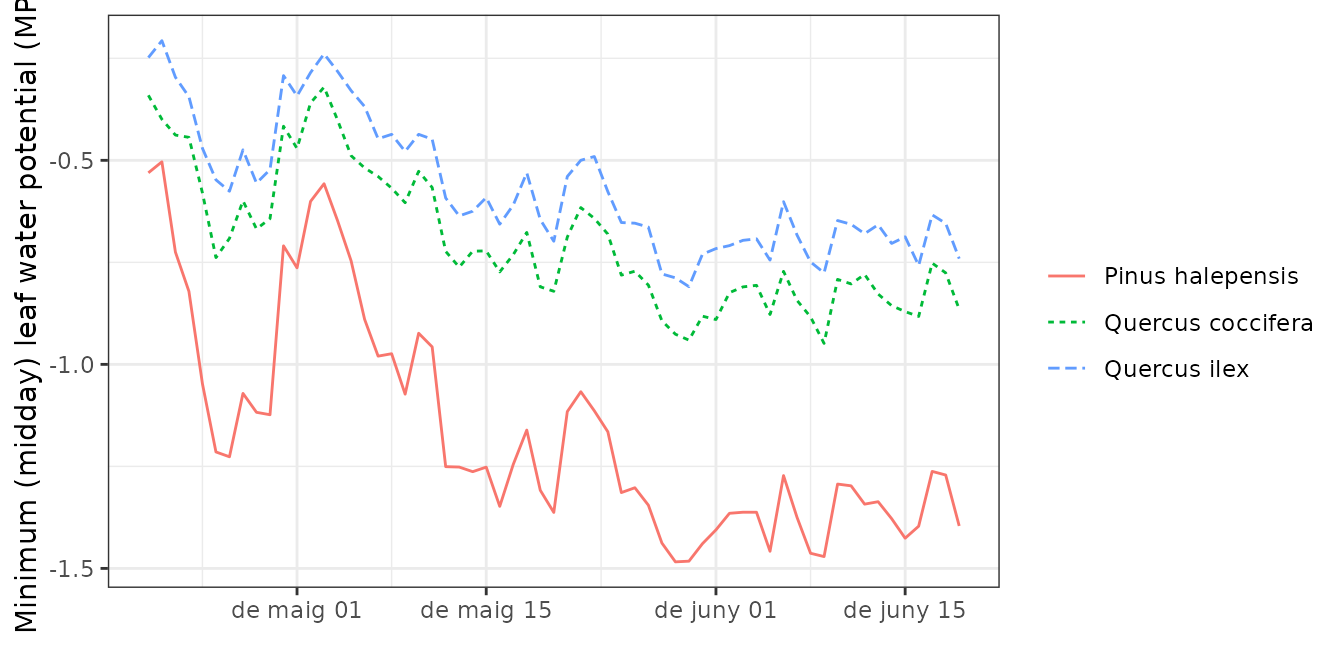 Minimum (midday) leaf water potential (MP
-0.5
-1.0
-1.5
de maig 01
de maig 15
de juny 01
de juny 15
Pinus halepensis
Quercus coccifera
Quercus ilex